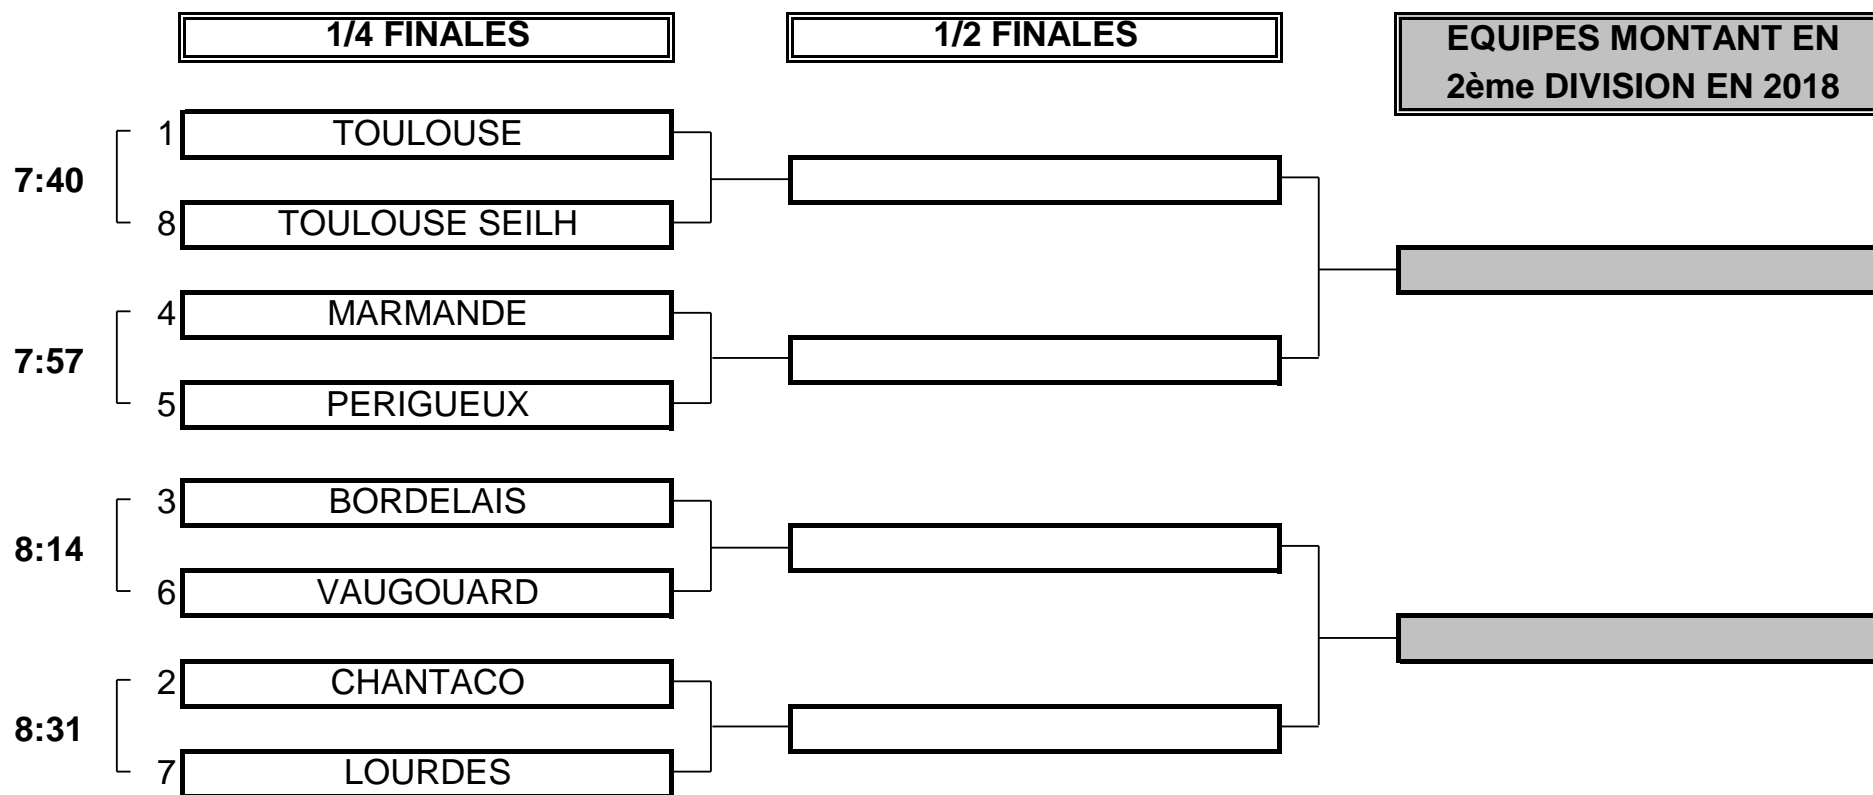 1/4 FINALES
1/2 FINALES
EQUIPES MONTANT EN
2ème DIVISION EN 2018
1 TOULOUSE
7:40
8 TOULOUSE SEILH
4 MARMANDE
7:57
5 PERIGUEUX
3 BORDELAIS
8:14
6 VAUGOUARD
2 CHANTACO
8:31
7 LOURDES